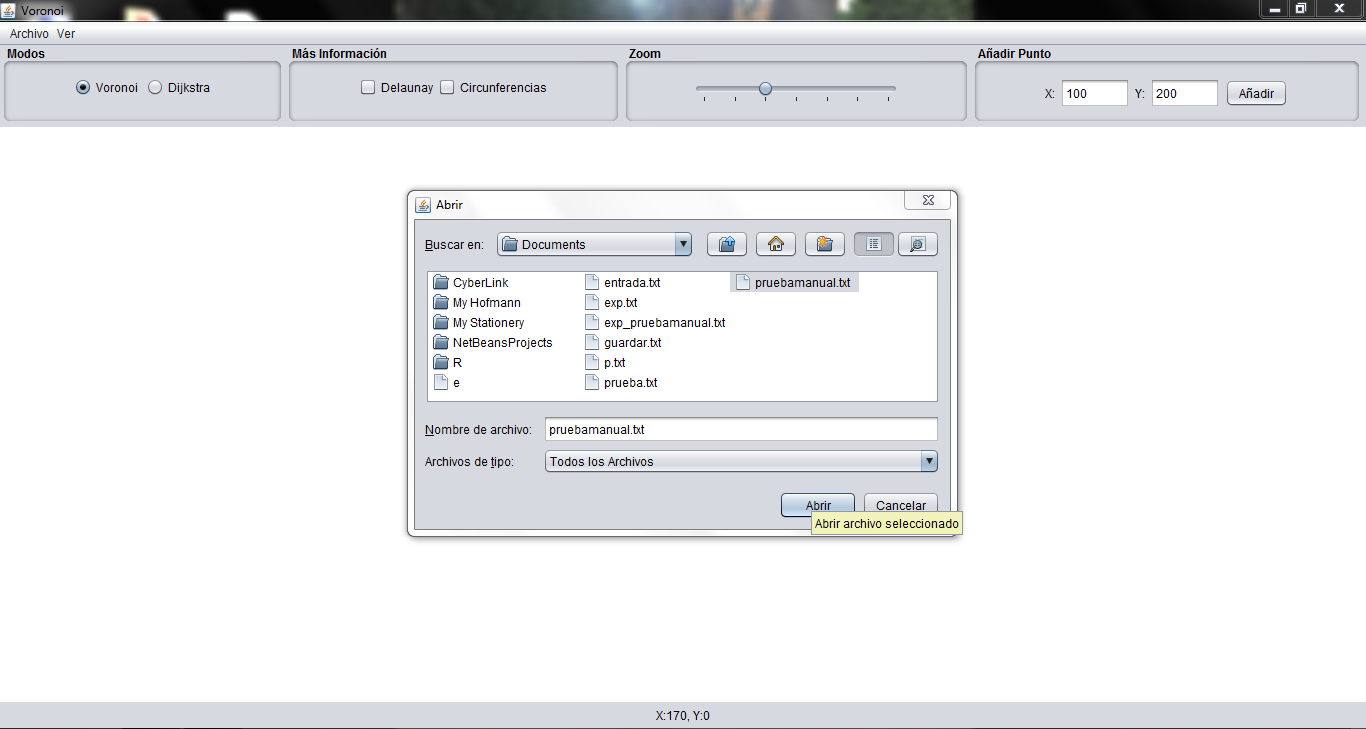 Voronoi
Archivo Ver
Modos Más Información Zoom Añadir Punto
Voronoi Dijkstra Delaunay Circunferencias X: 100 Y: 200 Añadir
Abrir
Buscar en: Documents
CyberLink entrada.txt pruebamanual.txt
My Hofmann exp.txt
My Stationery exp_pruebamanual.txt
NetBeansProjects guardar.txt
R p.txt
e prueba.txt
Nombre de archivo: pruebamanual.txt
Archivos de tipo: Todos los Archivos
Abrir Cancelar
Abrir archivo seleccionado
X:170, Y:0